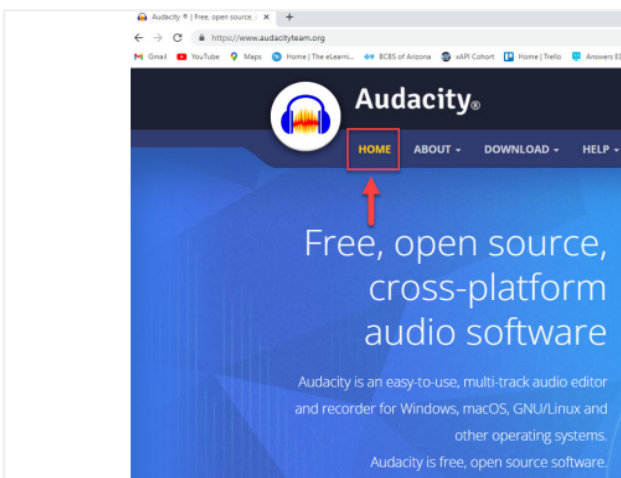 Audacity ® | Free, open source, c
https://www.audacityteam.org
Gmail YouTube Maps Home | The eLearni... BCBS of Arizona xAPI Cohort Home | Trello Answers
Audacity®
HOME ABOUT DOWNLOAD HELP
Free, open source,
cross-platform
audio software
Audacity is an easy-to-use, multi-track audio editor
and recorder for Windows, macOS, GNU/Linux and
other operating systems.
Audacity is free, open source software.